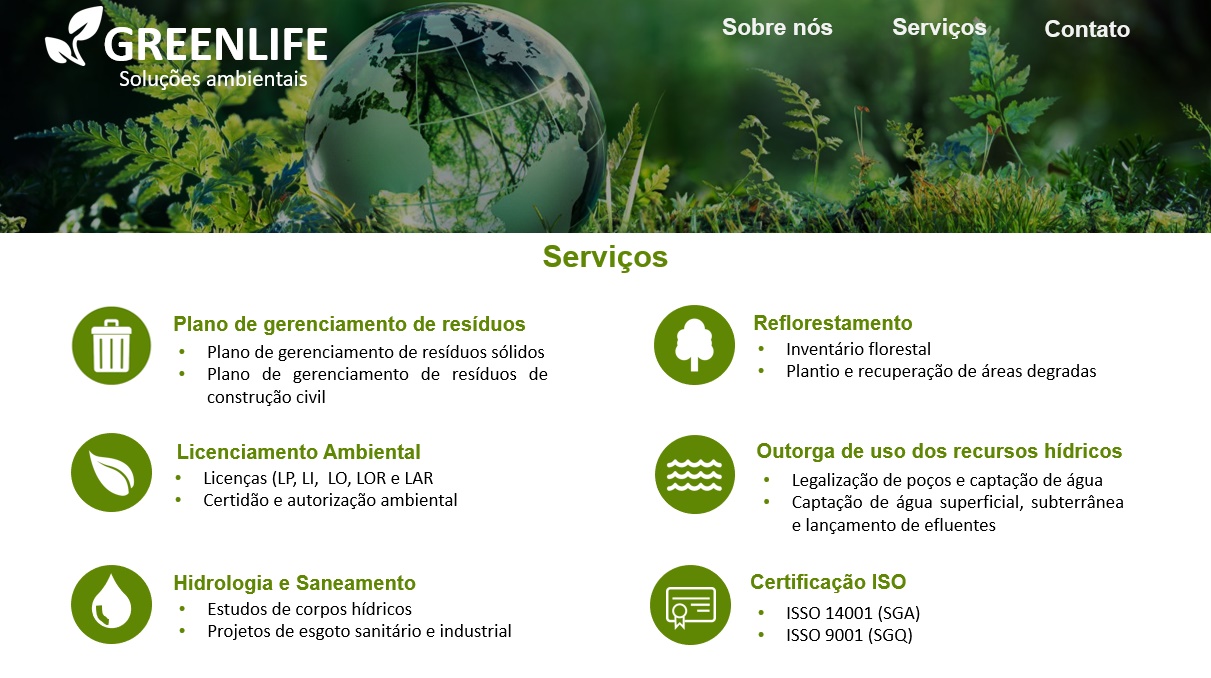 GREENLIFE
Soluções ambientais
Sobre nós
Serviços
Contato
Serviços
Plano de gerenciamento de resíduos
• Plano de gerenciamento de resíduos sólidos
• Plano de gerenciamento de resíduos de
construção civil
Reflorestamento
• Inventário florestal
• Plantio e recuperação de áreas degradas
Licenciamento Ambiental
• Licenças (LP, LI, LO, LOR e LAR
• Certidão e autorização ambiental
Outorga de uso dos recursos hídricos
• Legalização de poços e captação de água
• Captação de água superficial, subterrânea
e lançamento de efluentes
Hidrologia e Saneamento
• Estudos de corpos hídricos
• Projetos de esgoto sanitário e industrial
Certificação ISO
• ISSO 14001 (SGA)
• ISSO 9001 (SGQ)